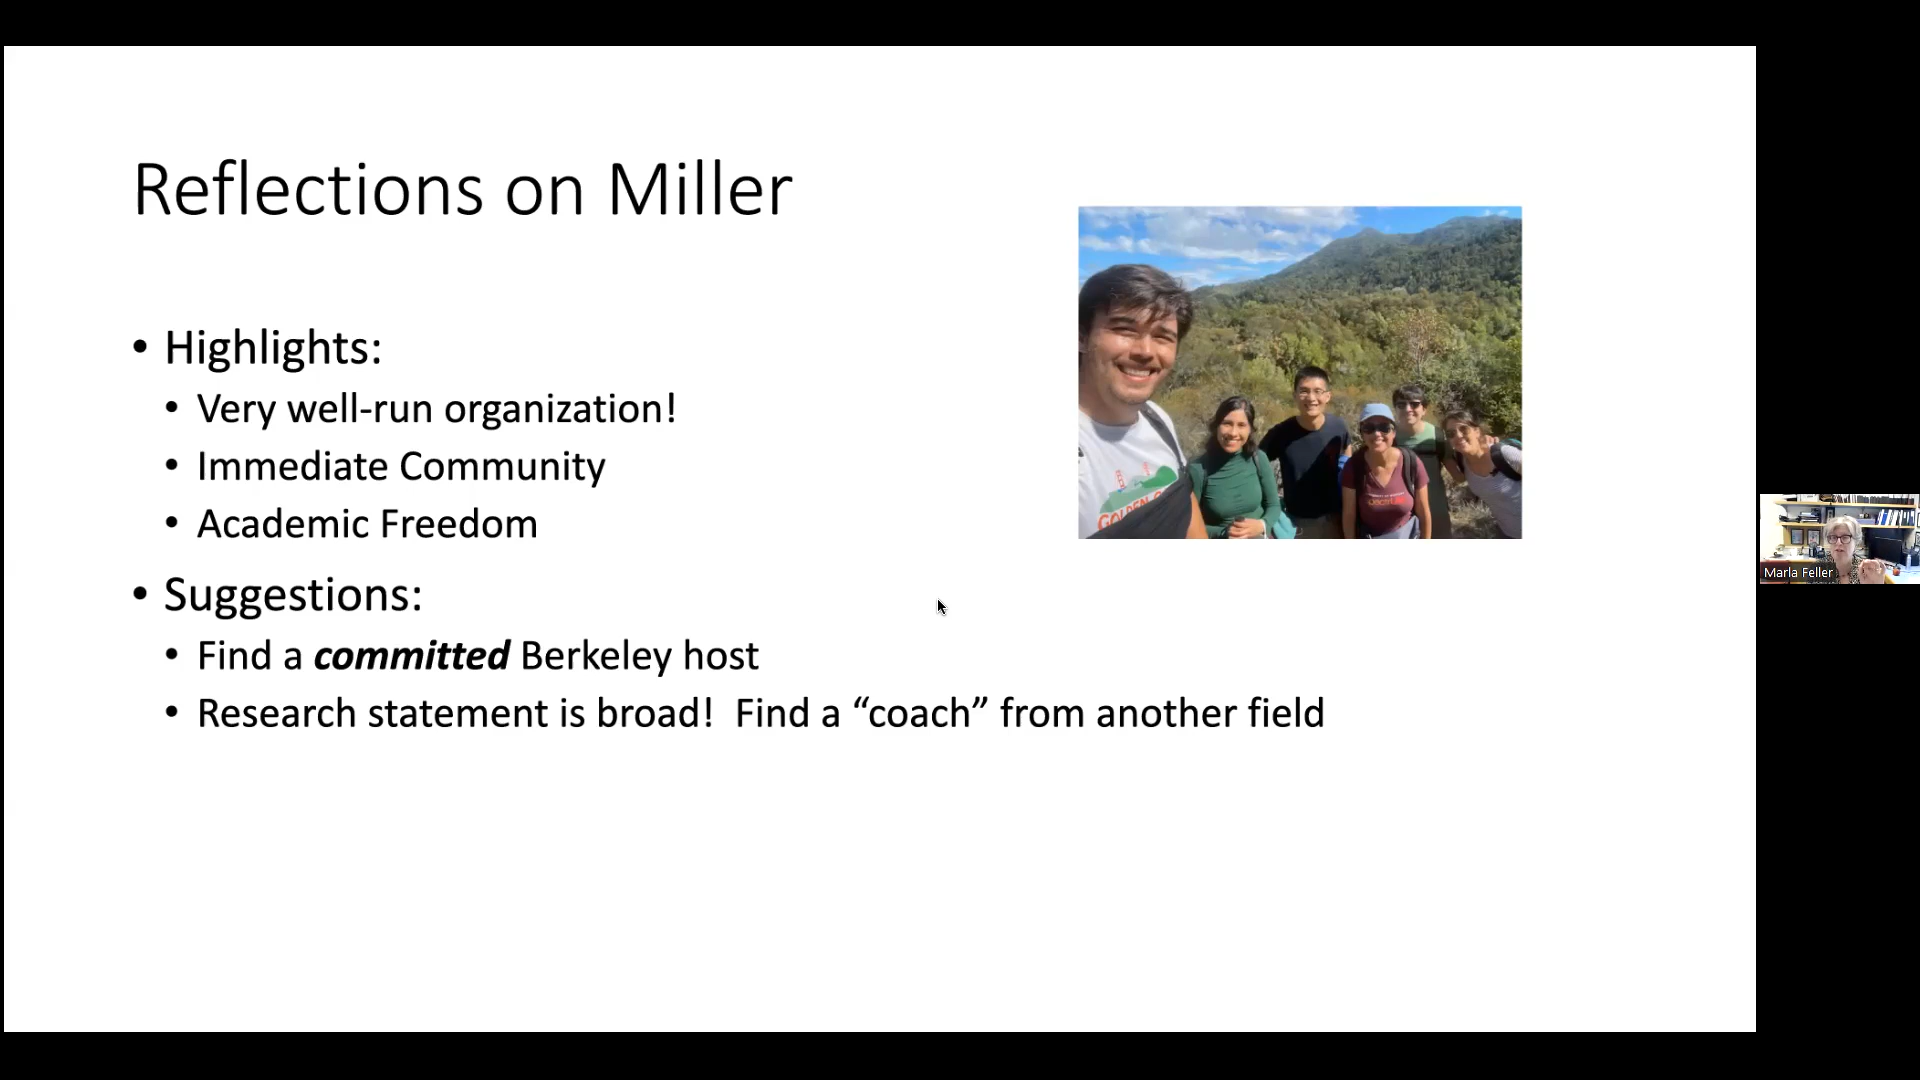 Reflections on Miller
• Highlights:
• Very well-run organization!
• Immediate Community
• Academic Freedom
• Suggestions:
• Find a committed Berkeley host
• Research statement is broad!  Find a “coach” from another field
Marla Feller